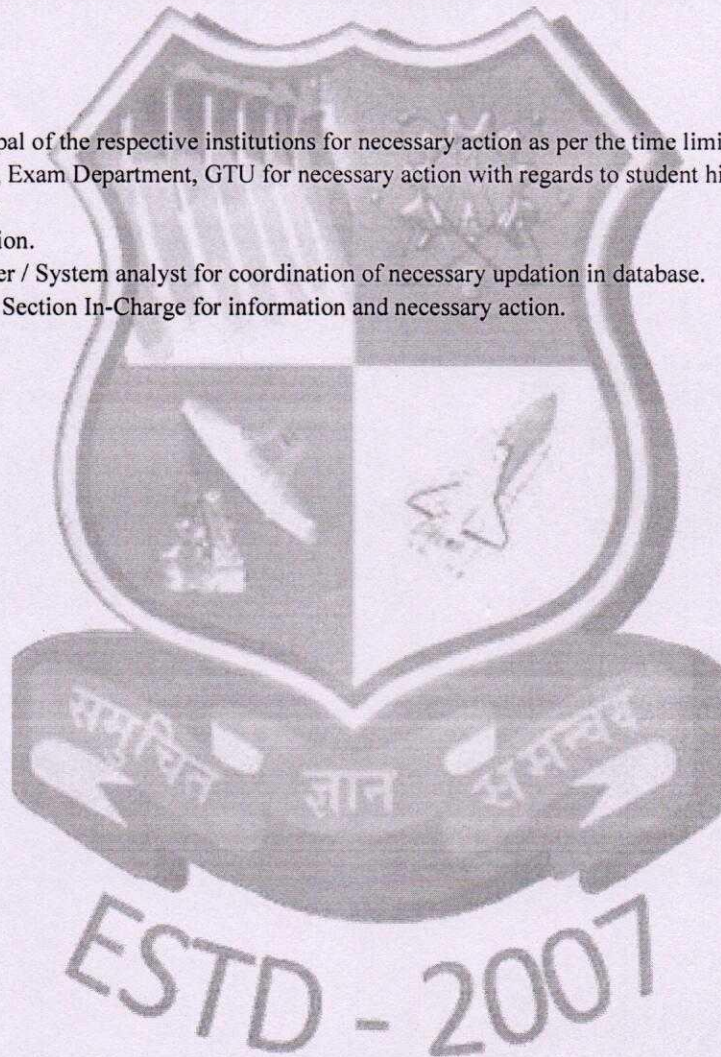 pal of the respective institutions for necessary action as per the time limi
Exam Department, GTU for necessary action with regards to student hi
ion.
er / System analyst for coordination of necessary updation in database.
Section In-Charge for information and necessary action.
समुचित ज्ञान समन्वय
ESTD - 2007